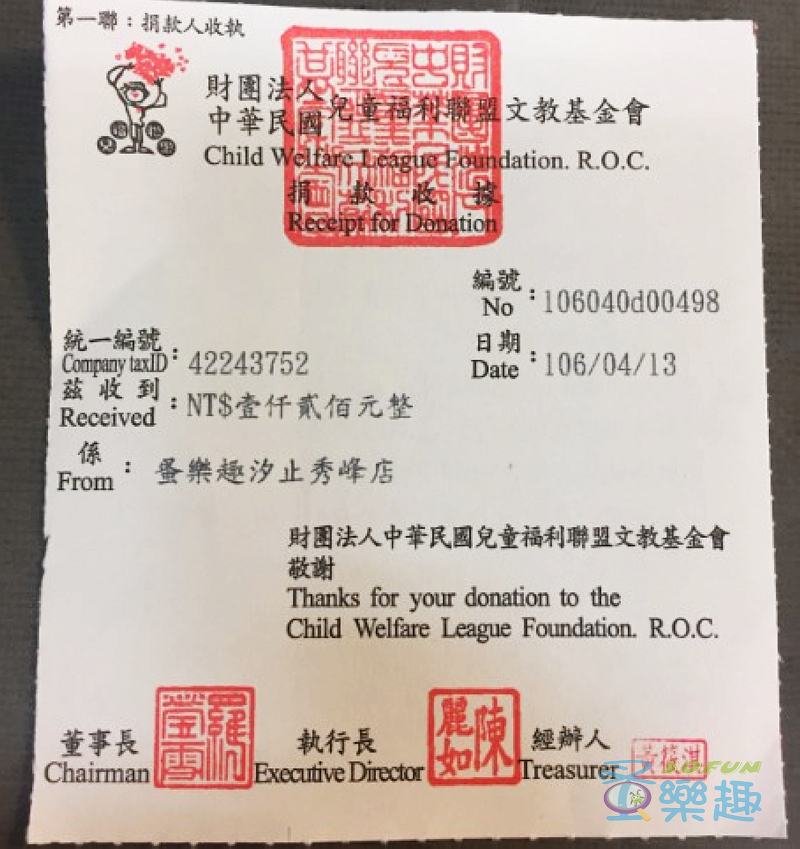 第一聯：捐款人收執
財團法人
中華民國兒童福利聯盟文教基金會
Child Welfare League Foundation. R.O.C.
捐款收據
Receipt for Donation
編號
No：106040d00498
統一編號
Company taxID：42243752
日期
Date：106/04/13
茲收到
Received：NT$壹仟貳佰元整
係
From：蛋樂趣汐止秀峰店
財團法人中華民國兒童福利聯盟文教基金會
敬謝
Thanks for your donation to the
Child Welfare League Foundation. R.O.C.
董事長
Chairman
執行長
Executive Director
陳麗如
經辦人
Treasurer
蛋樂趣